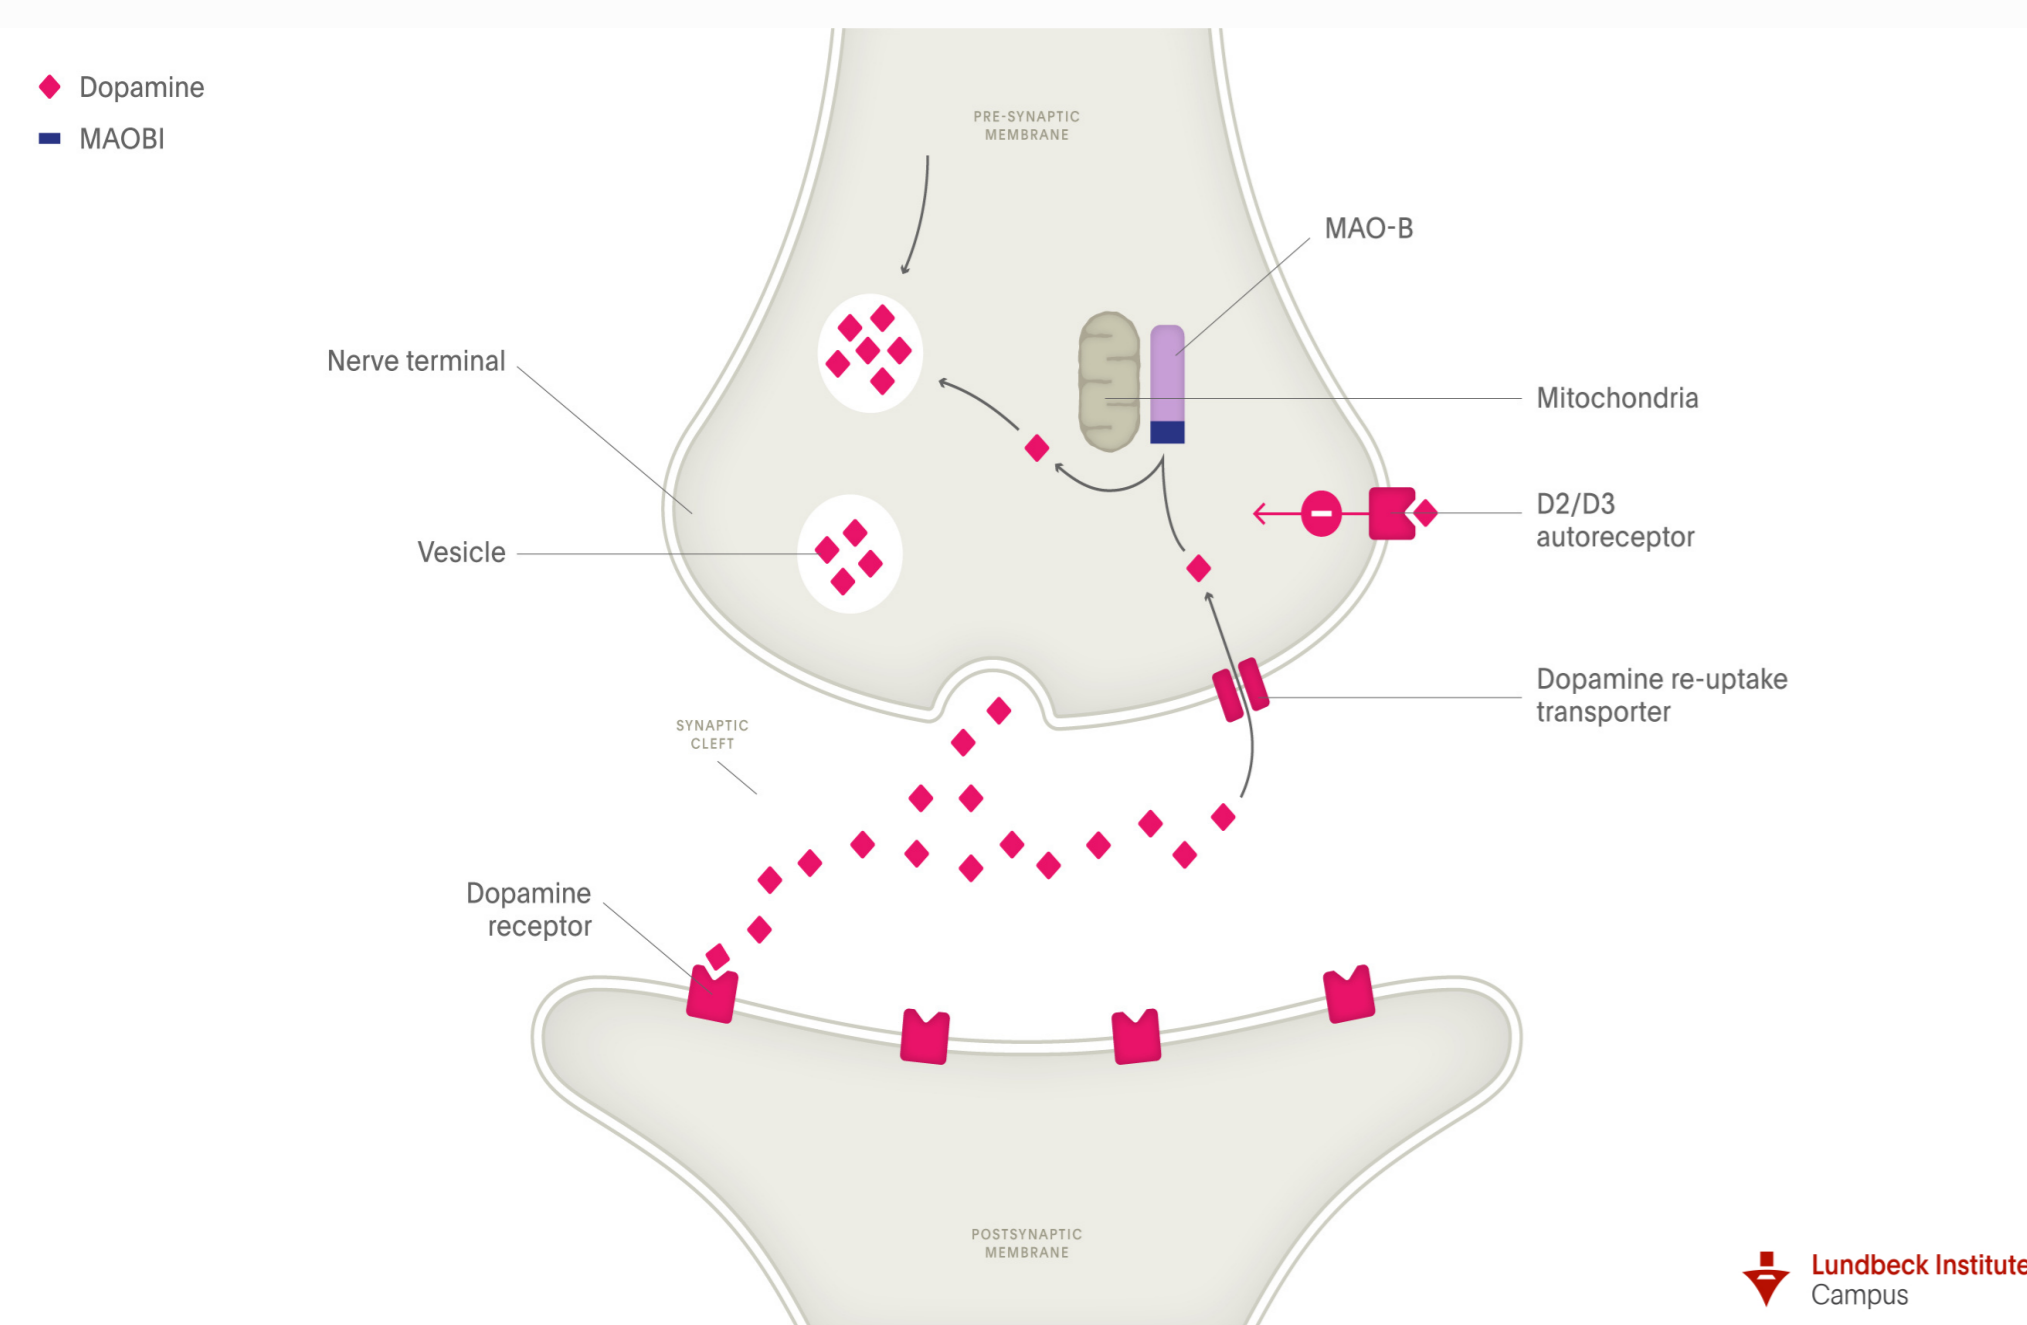 Dopamine
MAOBI
PRE-SYNAPTIC
MEMBRANE
MAO-B
Nerve terminal
Mitochondria
D2/D3
autoreceptor
Vesicle
Dopamine re-uptake
transporter
SYNAPTIC
CLEFT
Dopamine
receptor
POSTSYNAPTIC
MEMBRANE
Lundbeck Institute
Campus